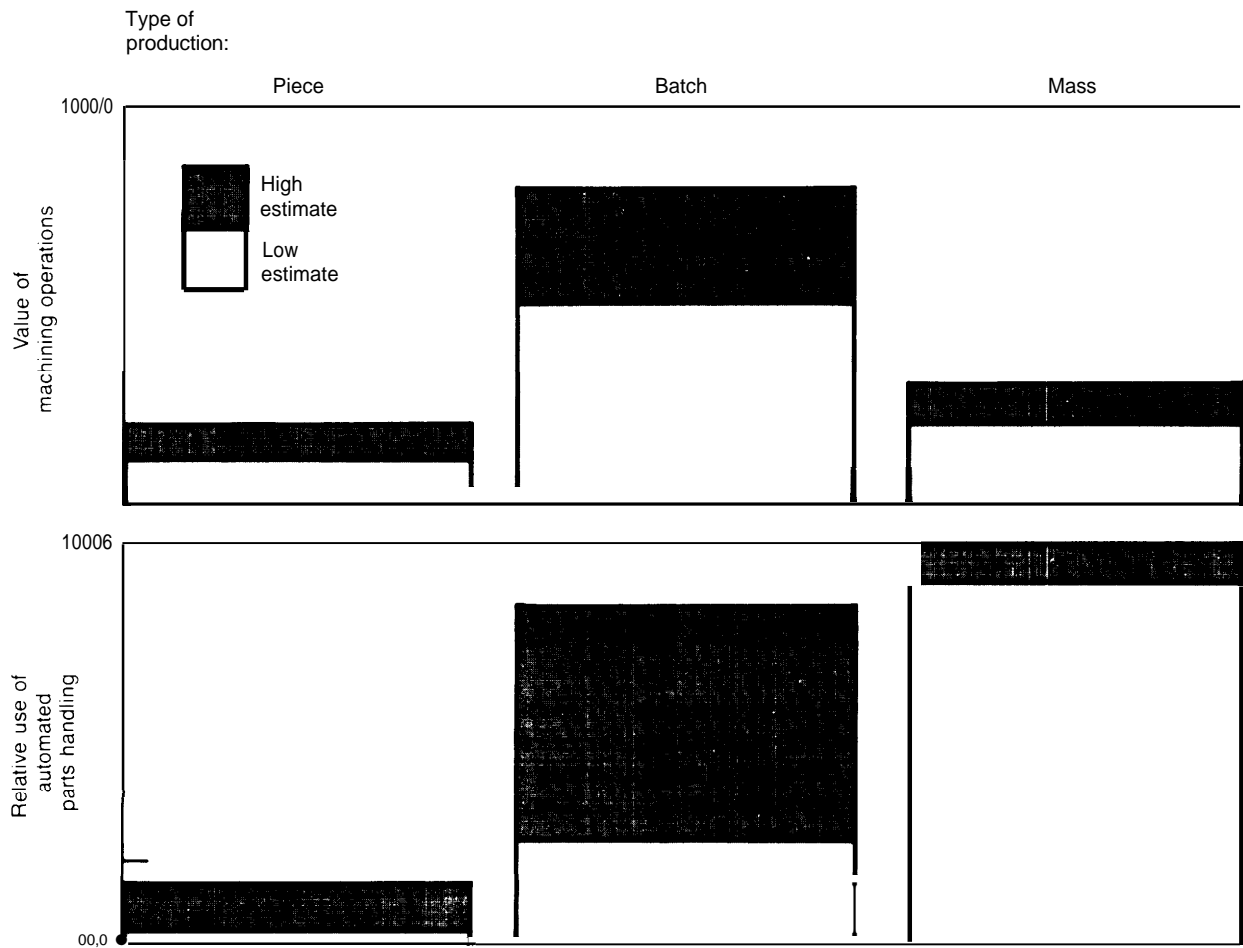 Type of
production:
Piece
Batch
Mass
1000/0
High
estimate
Low
estimate
Value of
machining operations
10006
Relative use of
automated
parts handling
00,0